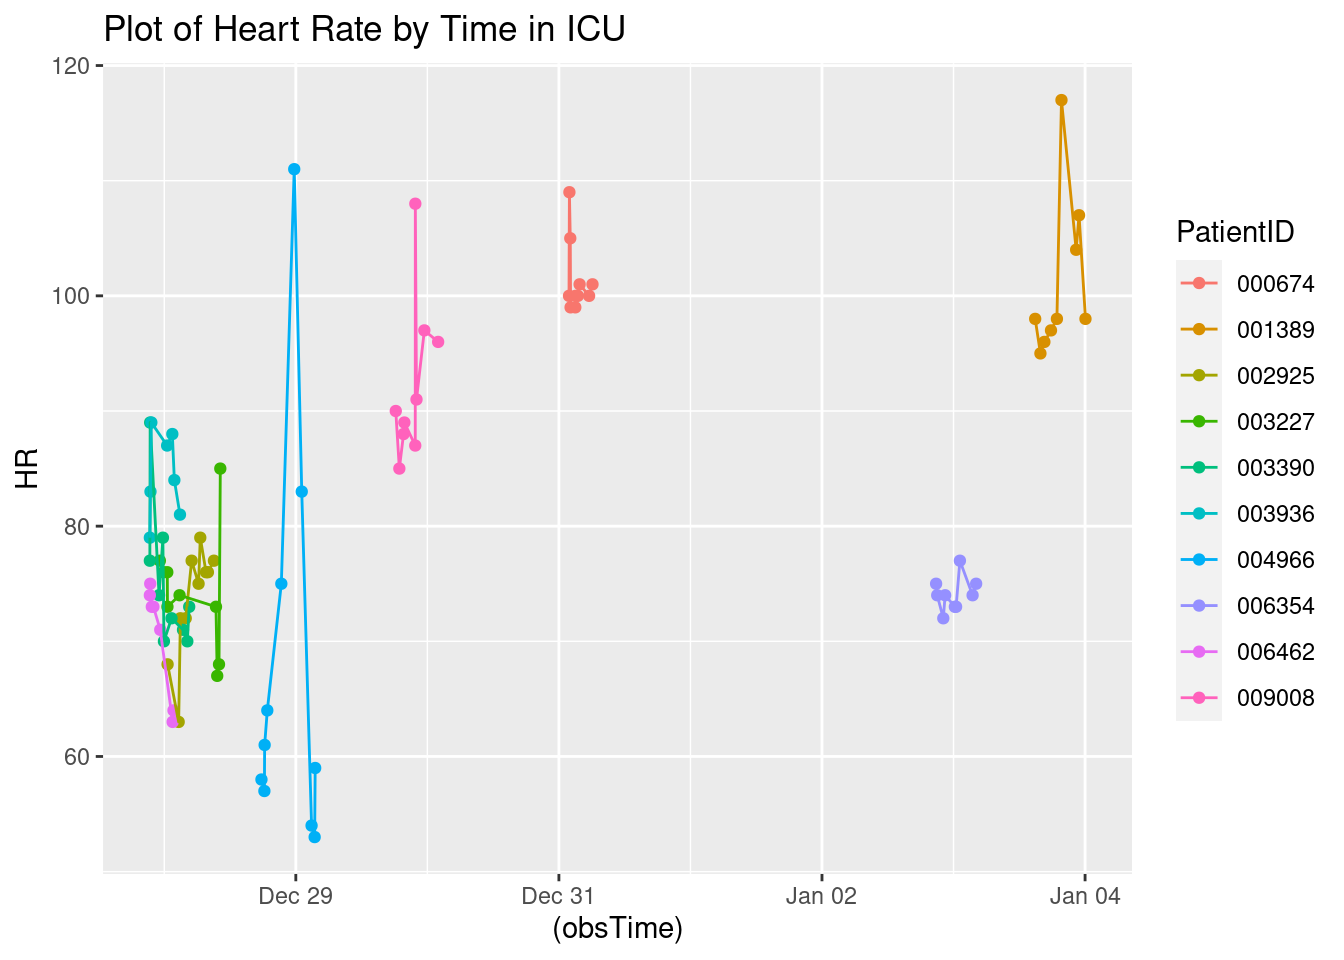 Plot of Heart Rate by Time in ICU
120
100
80
60
HR
Dec 29
Dec 31
Jan 02
Jan 04
(obsTime)
PatientID
000674
001389
002925
003227
003390
003936
004966
006354
006462
009008